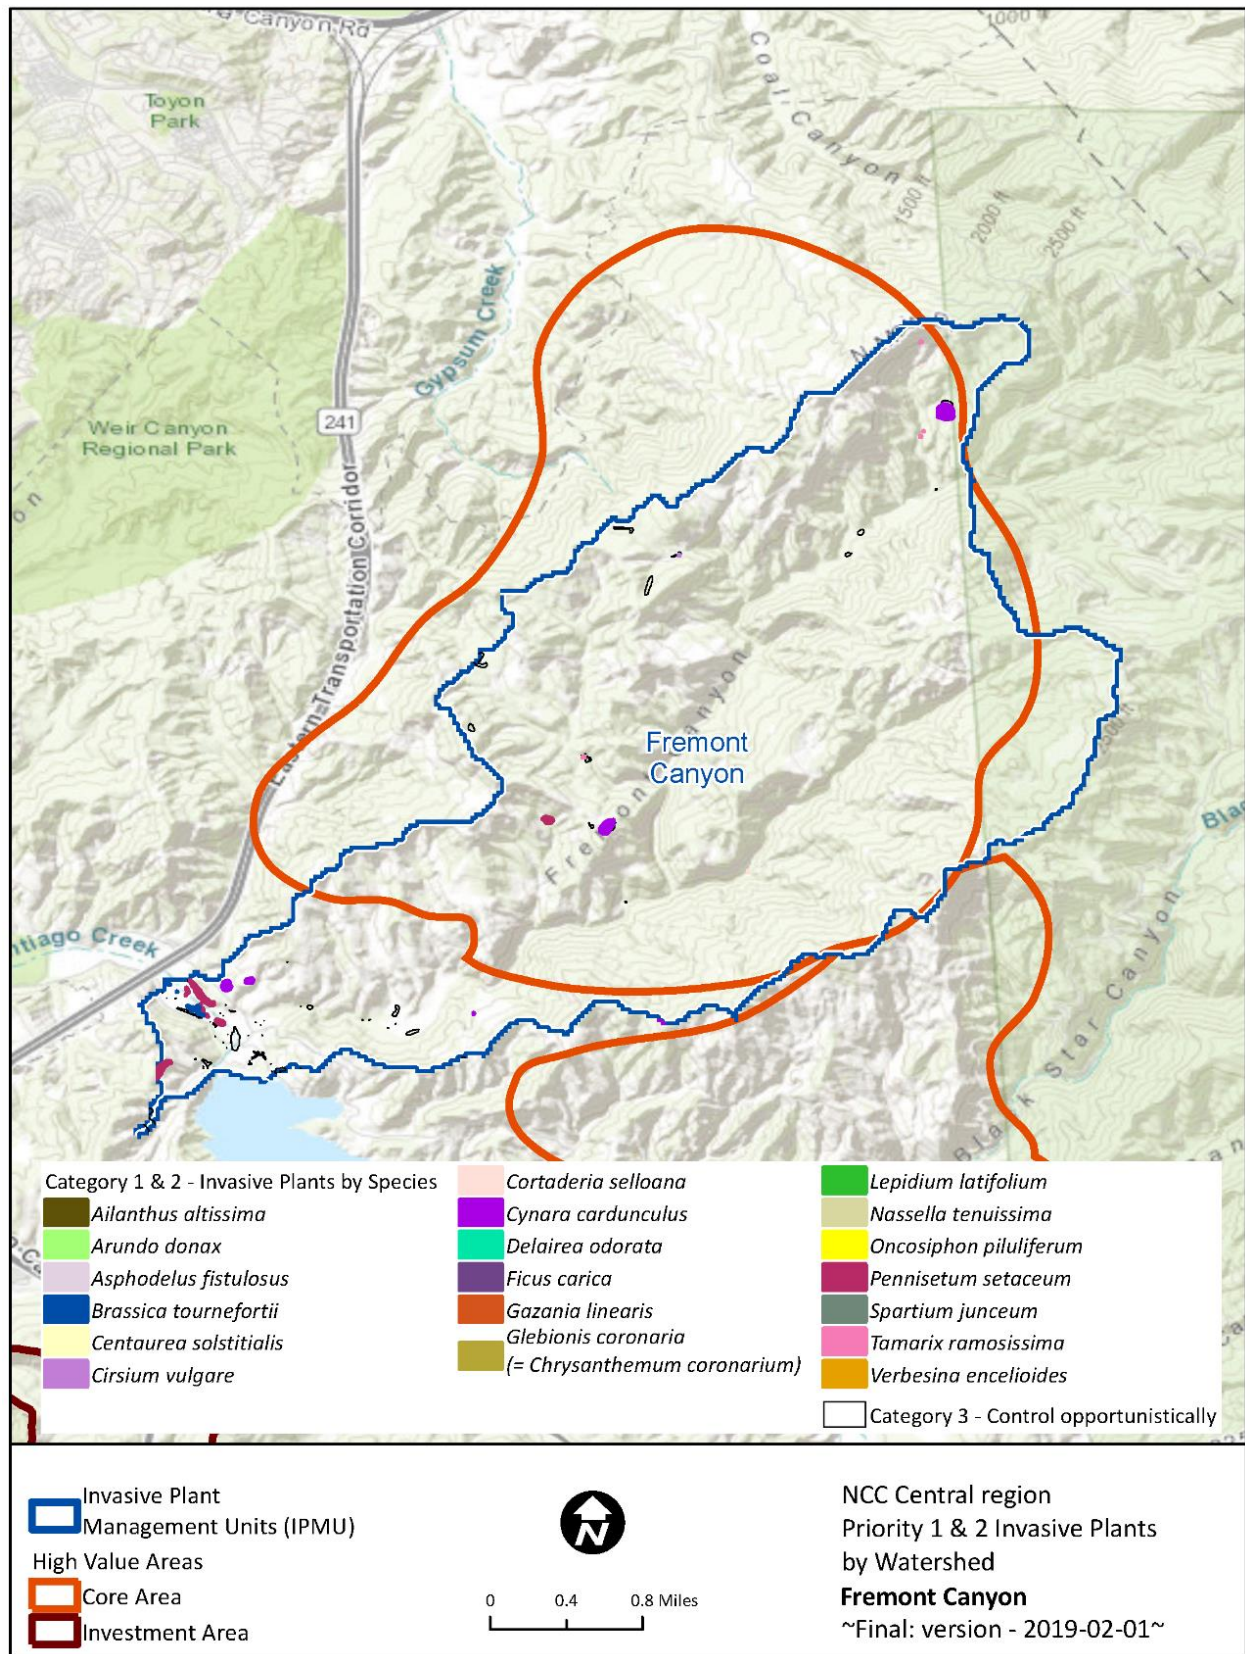 Canyon Rd
1000 ft
Coal Canyon
Toyon
Park
1500 ft
2000 ft
2500 ft
Gypsum Creek
241
Weir Canyon
Regional Park
on
Eastern Transportation Corridor
Fremont
Canyon
Fremont Canyon
ntiago Creek
Black Star Canyon
Category 1 & 2 - Invasive Plants by Species
Ailanthus altissima
Arundo donax
Asphodelus fistulosus
Brassica tournefortii
Centaurea solstitialis
Cirsium vulgare
Cortaderia selloana
Cynara cardunculus
Delairea odorata
Ficus carica
Gazania linearis
Glebionis coronaria
(= Chrysanthemum coronarium)
Lepidium latifolium
Nassella tenuissima
Oncosiphon piluliferum
Pennisetum setaceum
Spartium junceum
Tamarix ramosissima
Verbesina encelioides
Category 3 - Control opportunistically
Invasive Plant
Management Units (IPMU)
High Value Areas
Core Area
Investment Area
N
0 0.4 0.8 Miles
NCC Central region
Priority 1 & 2 Invasive Plants
by Watershed
Fremont Canyon
~Final: version - 2019-02-01~